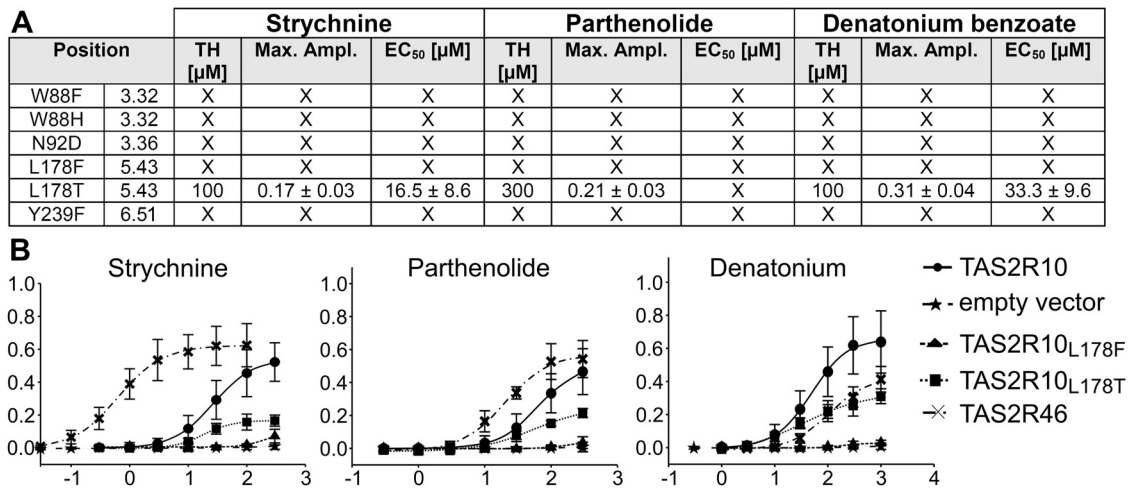 A
Strychnine Parthenolide Denatonium benzoate
Position TH [µM] Max. Ampl. EC50 [µM] TH [µM] Max. Ampl. EC50 [µM] TH [µM] Max. Ampl. EC50 [µM]
W88F 3.32 X X X X X X X X X
W88H 3.32 X X X X X X X X X
N92D 3.36 X X X X X X X X X
L178F 5.43 X X X X X X X X X
L178T 5.43 100 0.17 ± 0.03 16.5 ± 8.6 300 0.21 ± 0.03 X 100 0.31 ± 0.04 33.3 ± 9.6
Y239F 6.51 X X X X X X X X X
B
Strychnine
1.0
0.8
0.6
0.4
0.2
0.0
-1 0 1 2 3
Parthenolide
1.0
0.8
0.6
0.4
0.2
0.0
-1 0 1 2 3
Denatonium
1.0
0.8
0.6
0.4
0.2
0.0
-1 0 1 2 3 4
TAS2R10
empty vector
TAS2R10L178F
TAS2R10L178T
TAS2R46